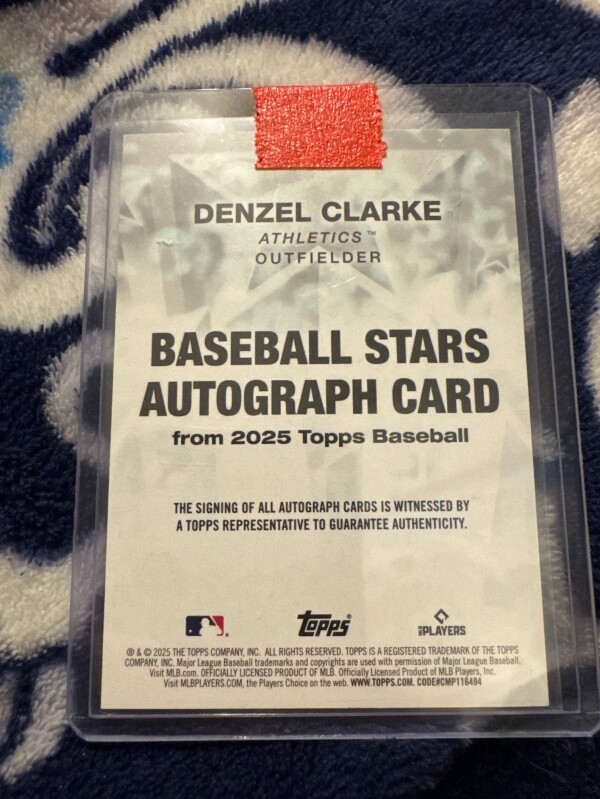 DENZEL CLARKE
ATHLETICS™
OUTFIELDER
BASEBALL STARS
AUTOGRAPH CARD
from 2025 Topps Baseball
THE SIGNING OF ALL AUTOGRAPH CARDS IS WITNESSED BY
A TOPPS REPRESENTATIVE TO GUARANTEE AUTHENTICITY.
Topps® MLB PLAYERS
® & © 2025 THE TOPPS COMPANY, INC. ALL RIGHTS RESERVED. TOPPS IS A REGISTERED TRADEMARK OF THE TOPPS
COMPANY, INC. Major League Baseball trademarks and copyrights are used with permission of Major League Baseball.
Visit MLB.com. OFFICIALLY LICENSED PRODUCT OF MLB. Officially Licensed Product of MLB Players, Inc.
Visit MLBPLAYERS.COM, the Players Choice on the web. WWW.TOPPS.COM. CODE#CMP116494